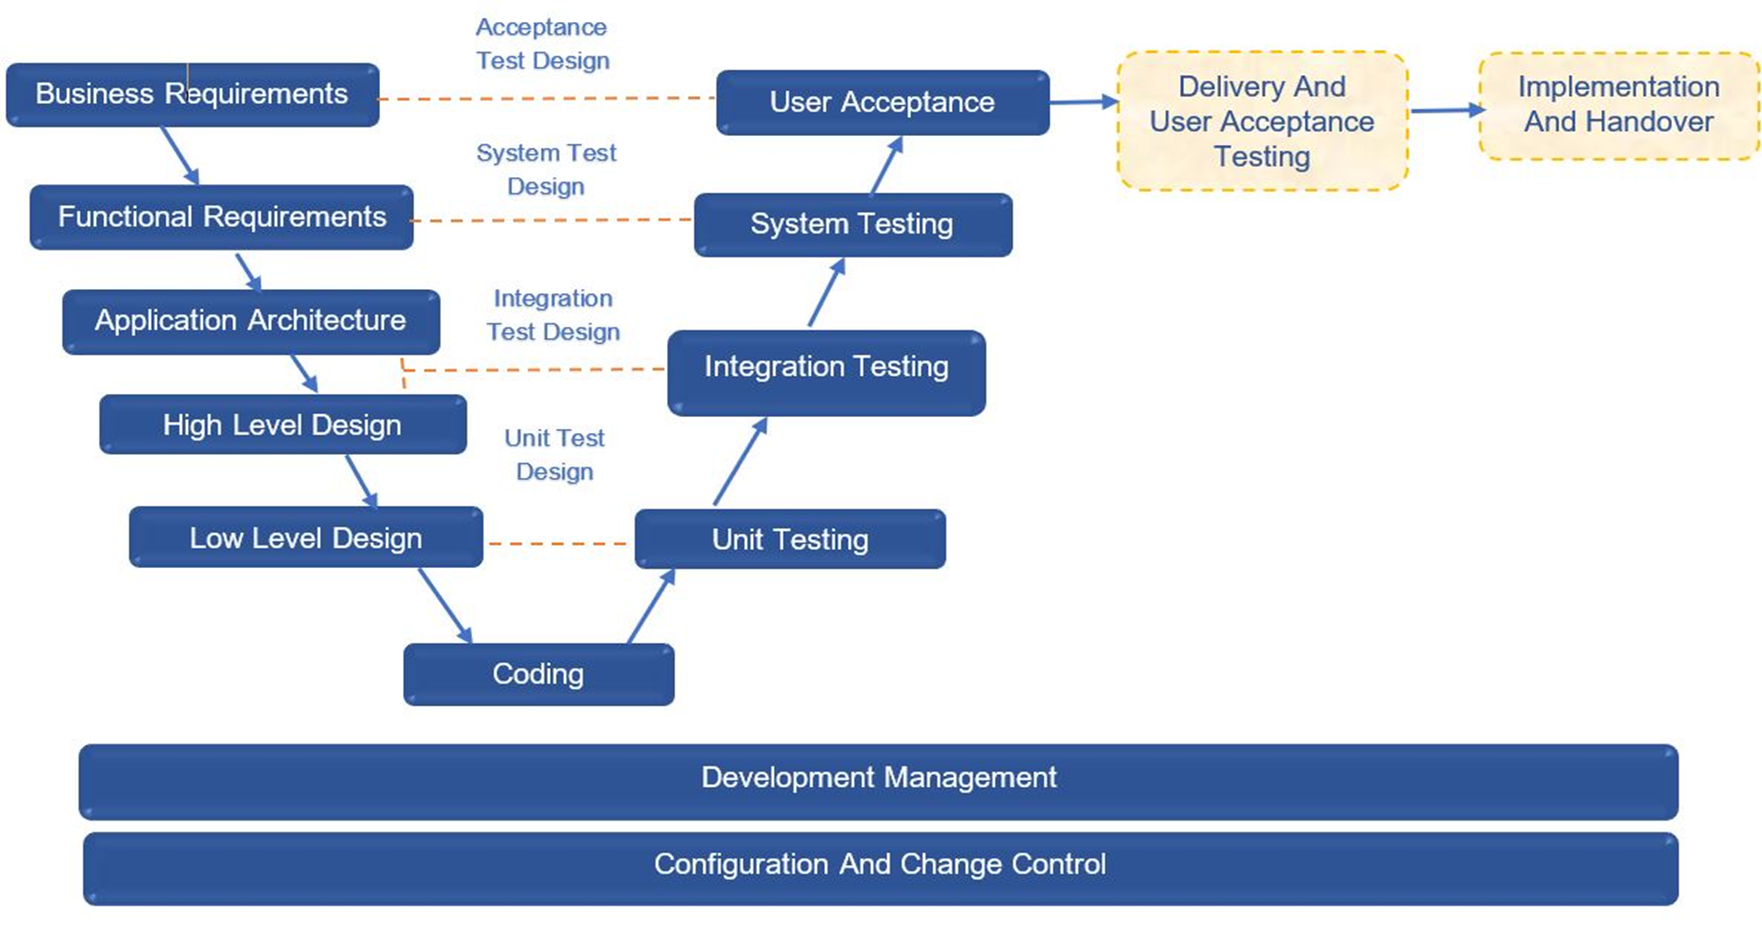 Acceptance
Test Design
Business Requirements
User Acceptance
Delivery And
User Acceptance
Testing
Implementation
And Handover
System Test
Design
Functional Requirements
System Testing
Integration
Test Design
Application Architecture
Integration Testing
High Level Design
Unit Test
Design
Low Level Design
Unit Testing
Coding
Development Management
Configuration And Change Control